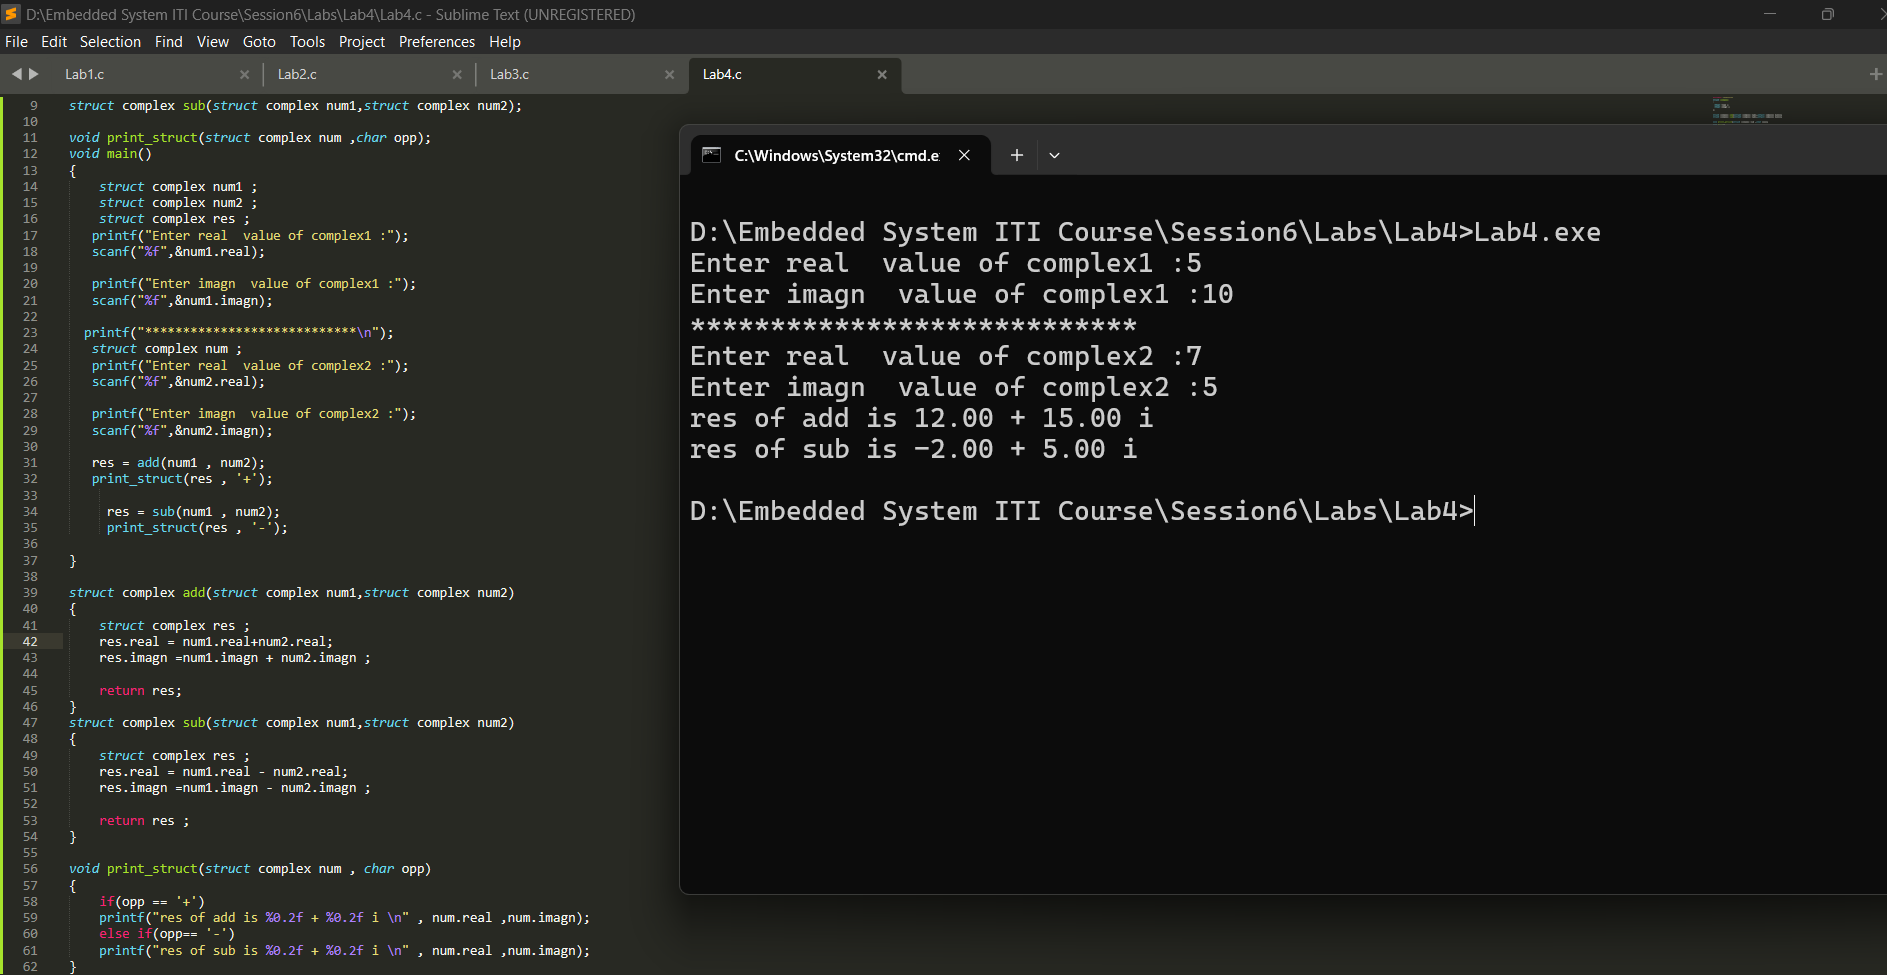 D:\Embedded System ITI Course\Session6\Labs\Lab4\Lab4.c - Sublime Text (UNREGISTERED)
File Edit Selection Find View Goto Tools Project Preferences Help
Lab1.c Lab2.c Lab3.c Lab4.c
9 struct complex sub(struct complex num1,struct complex num2);
10
11 void print_struct(struct complex num ,char opp);
12 void main()
13 {
14 struct complex num1 ;
15 struct complex num2 ;
16 struct complex res ;
17 printf("Enter real  value of complex1 :");
18 scanf("%f",&num1.real);
19
20 printf("Enter imagn  value of complex1 :");
21 scanf("%f",&num1.imagn);
22
23 printf("****************************\n");
24 struct complex num ;
25 printf("Enter real  value of complex2 :");
26 scanf("%f",&num2.real);
27
28 printf("Enter imagn  value of complex2 :");
29 scanf("%f",&num2.imagn);
30
31 res = add(num1 , num2);
32 print_struct(res , '+');
33
34 res = sub(num1 , num2);
35 print_struct(res , '-');
36
37 }
38
39 struct complex add(struct complex num1,struct complex num2)
40 {
41 struct complex res ;
42 res.real = num1.real+num2.real;
43 res.imagn =num1.imagn + num2.imagn ;
44
45 return res;
46 }
47 struct complex sub(struct complex num1,struct complex num2)
48 {
49 struct complex res ;
50 res.real = num1.real - num2.real;
51 res.imagn =num1.imagn - num2.imagn ;
52
53 return res ;
54 }
55
56 void print_struct(struct complex num , char opp)
57 {
58 if(opp == '+')
59 printf("res of add is %0.2f + %0.2f i \n" , num.real ,num.imagn);
60 else if(opp== '-')
61 printf("res of sub is %0.2f + %0.2f i \n" , num.real ,num.imagn);
62 }
C:\Windows\System32\cmd.e
D:\Embedded System ITI Course\Session6\Labs\Lab4>Lab4.exe
Enter real  value of complex1 :5
Enter imagn  value of complex1 :10
****************************
Enter real  value of complex2 :7
Enter imagn  value of complex2 :5
res of add is 12.00 + 15.00 i
res of sub is -2.00 + 5.00 i
D:\Embedded System ITI Course\Session6\Labs\Lab4>